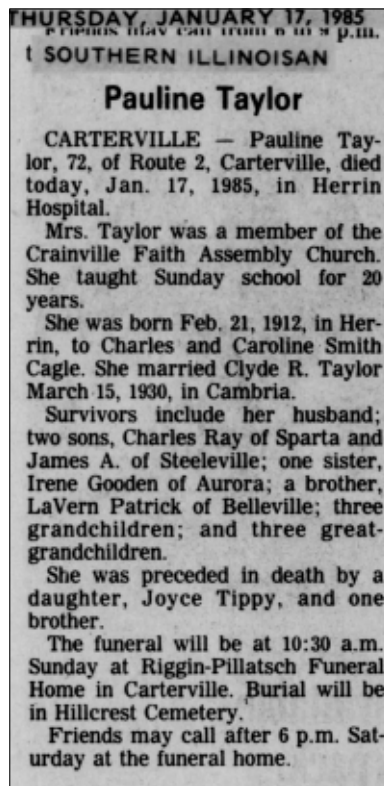 THURSDAY, JANUARY 17, 1985
Friends may call from 6 to 9 p.m.
t SOUTHERN ILLINOISAN
Pauline Taylor
CARTERVILLE — Pauline Tay-
lor, 72, of Route 2, Carterville, died
today, Jan. 17, 1985, in Herrin
Hospital.
Mrs. Taylor was a member of the
Crainville Faith Assembly Church.
She taught Sunday school for 20
years.
She was born Feb. 21, 1912, in Her-
rin, to Charles and Caroline Smith
Cagle. She married Clyde R. Taylor
March 15, 1930, in Cambria.
Survivors include her husband;
two sons, Charles Ray of Sparta and
James A. of Steeleville; one sister,
Irene Gooden of Aurora; a brother,
LaVern Patrick of Belleville; three
grandchildren; and three great-
grandchildren.
She was preceded in death by a
daughter, Joyce Tippy, and one
brother.
The funeral will be at 10:30 a.m.
Sunday at Riggin-Pillatsch Funeral
Home in Carterville. Burial will be
in Hillcrest Cemetery.
Friends may call after 6 p.m. Sat-
urday at the funeral home.